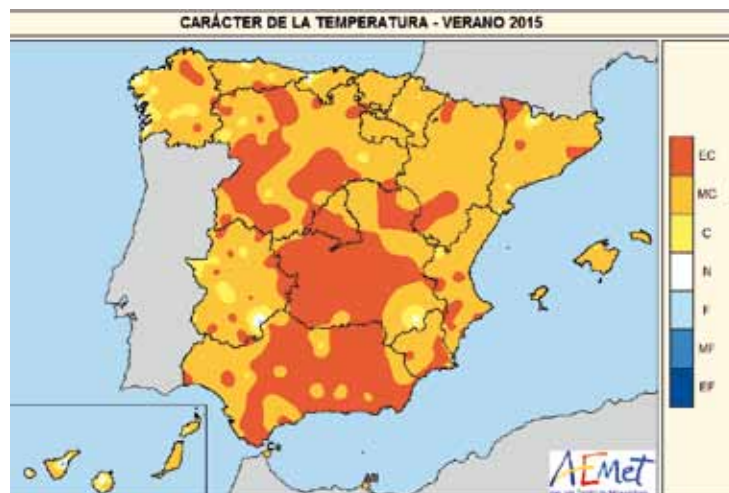 CARÁCTER DE LA TEMPERATURA - VERANO 2015
EC
MC
C
N
F
MF
EF
Ce
AEMet